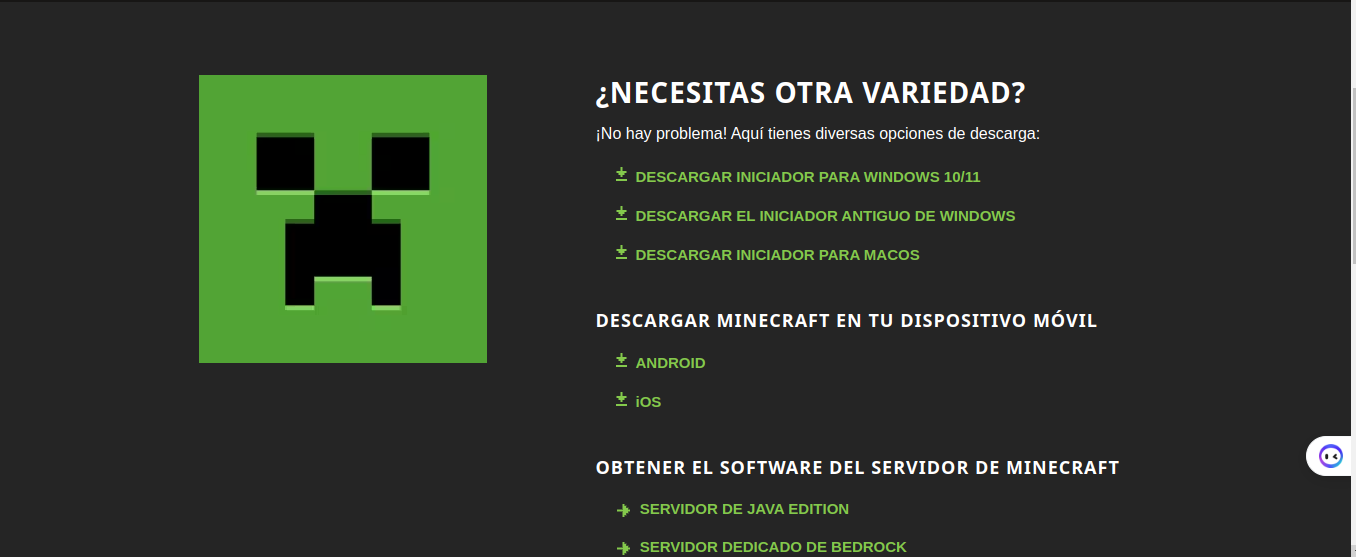 ¿NECESITAS OTRA VARIEDAD?
¡No hay problema! Aquí tienes diversas opciones de descarga:
DESCARGAR INICIADOR PARA WINDOWS 10/11
DESCARGAR EL INICIADOR ANTIGUO DE WINDOWS
DESCARGAR INICIADOR PARA MACOS
DESCARGAR MINECRAFT EN TU DISPOSITIVO MÓVIL
ANDROID
iOS
OBTENER EL SOFTWARE DEL SERVIDOR DE MINECRAFT
SERVIDOR DE JAVA EDITION
SERVIDOR DEDICADO DE BEDROCK